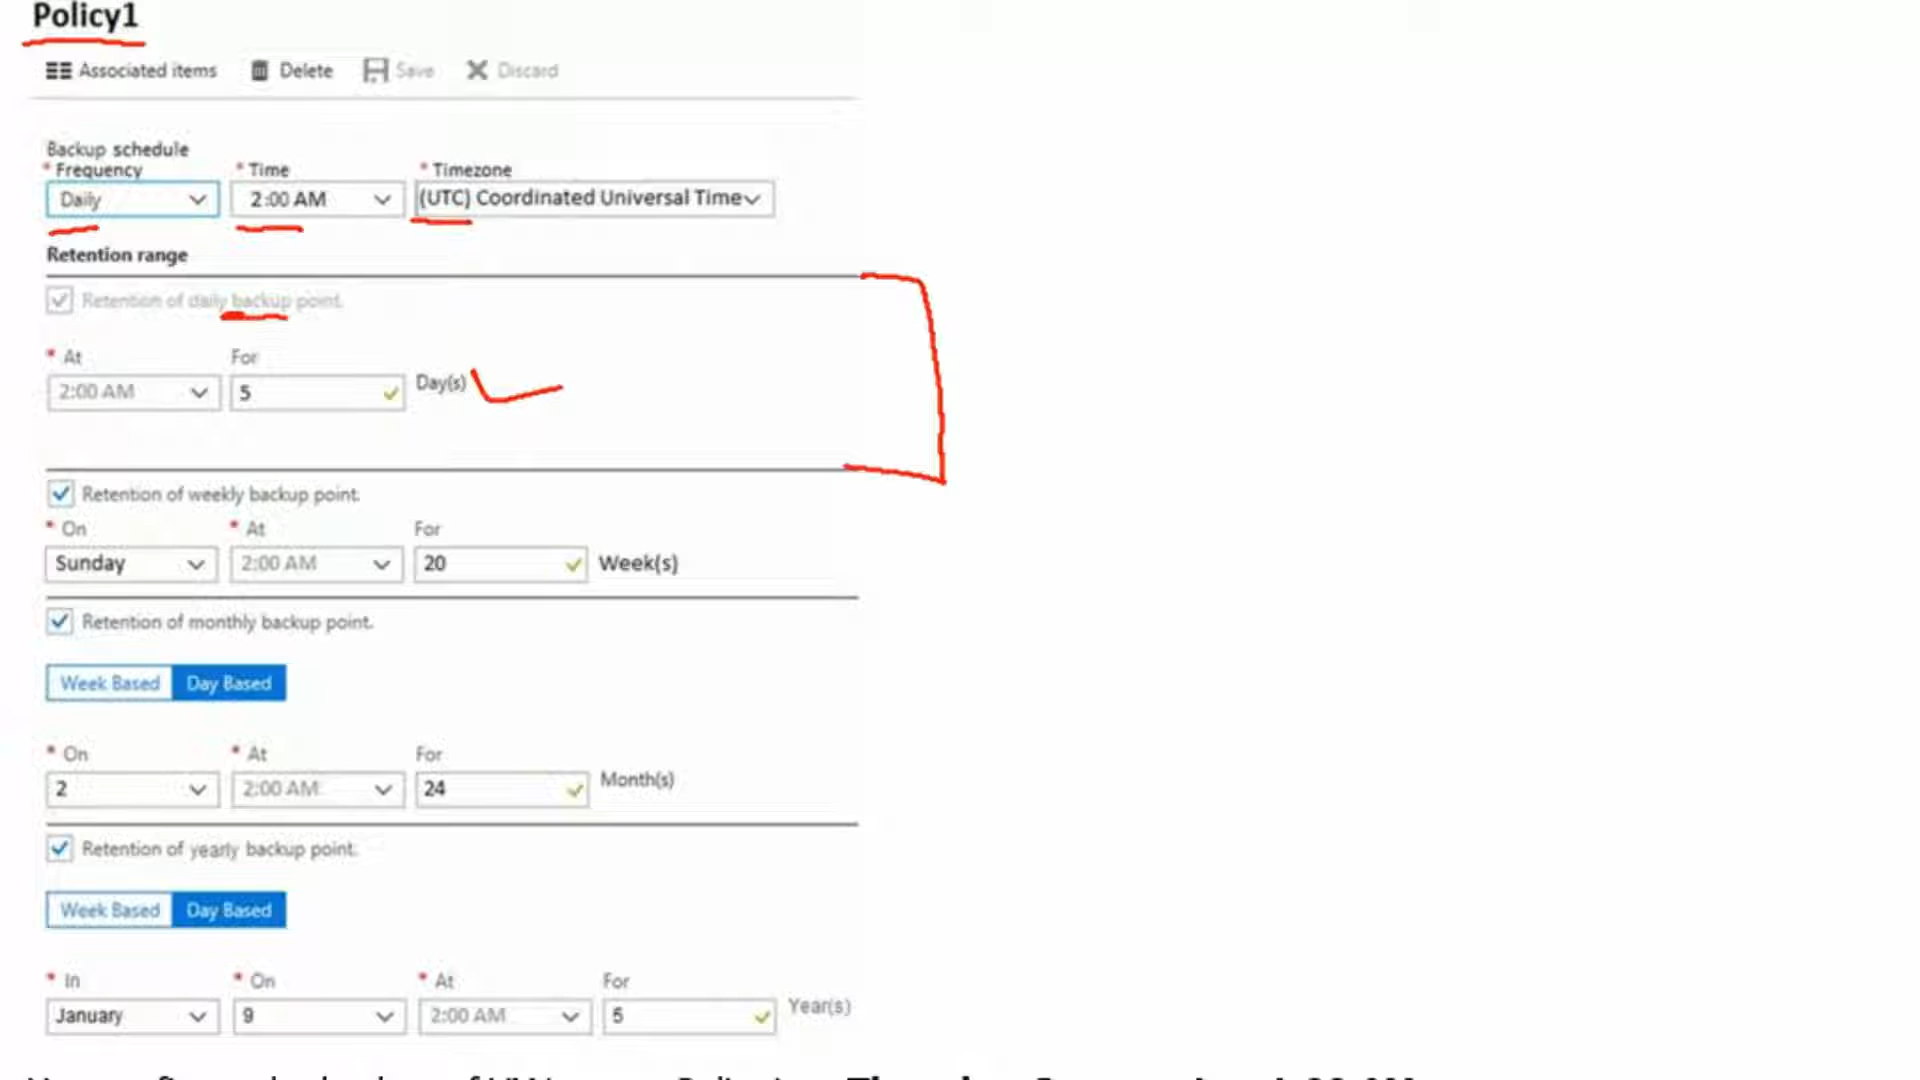 Policy1
Associated items Delete Save Discard
Backup schedule
* Frequency * Time * Timezone
Daily 2:00 AM (UTC) Coordinated Universal Time
Retention range
Retention of daily backup point.
* At For
2:00 AM 5 Day(s)
Retention of weekly backup point.
* On * At For
Sunday 2:00 AM 20 Week(s)
Retention of monthly backup point.
Week Based Day Based
* On * At For
2 2:00 AM 24 Month(s)
Retention of yearly backup point.
Week Based Day Based
* In * On * At For
January 9 2:00 AM 5 Year(s)